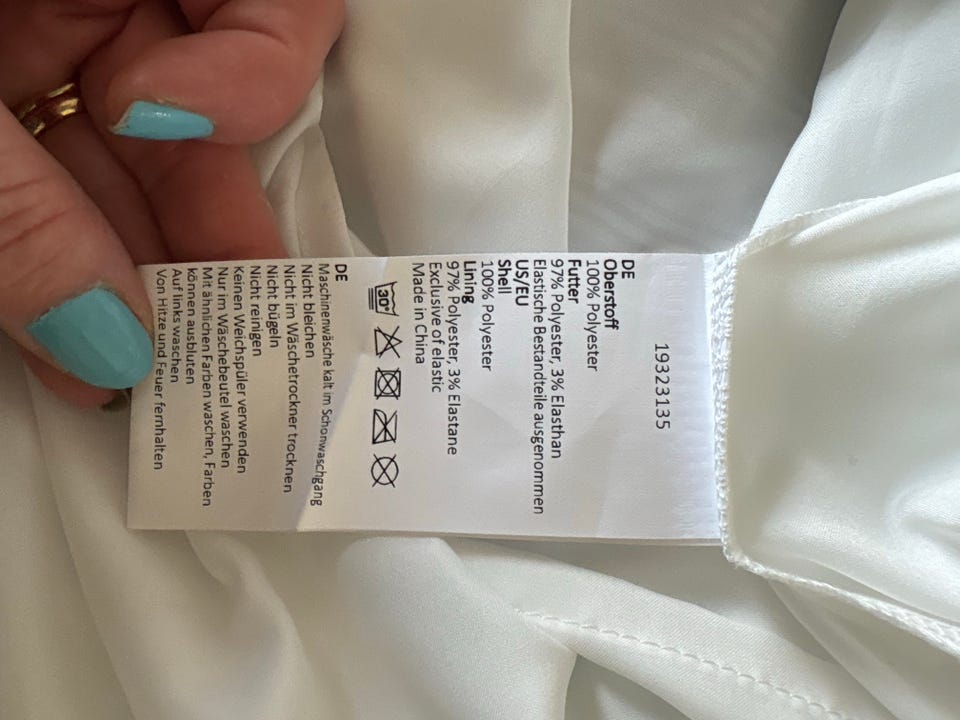 19323135
DE
Oberstoff
100% Polyester
Futter
97% Polyester, 3% Elasthan
Elastische Bestandteile ausgenommen
US/EU
Shell
100% Polyester
Lining
97% Polyester, 3% Elastane
Exclusive of elastic
Made in China
30°
DE
Maschinenwäsche kalt im Schonwaschgang
Nicht bleichen
Nicht im Wäschetrockner trocknen
Nicht bügeln
Nicht reinigen
Keinen Weichspüler verwenden
Nur im Wäschebeutel waschen
Mit ähnlichen Farben waschen, Farben
können ausbluten
Auf links waschen
Von Hitze und Feuer fernhalten